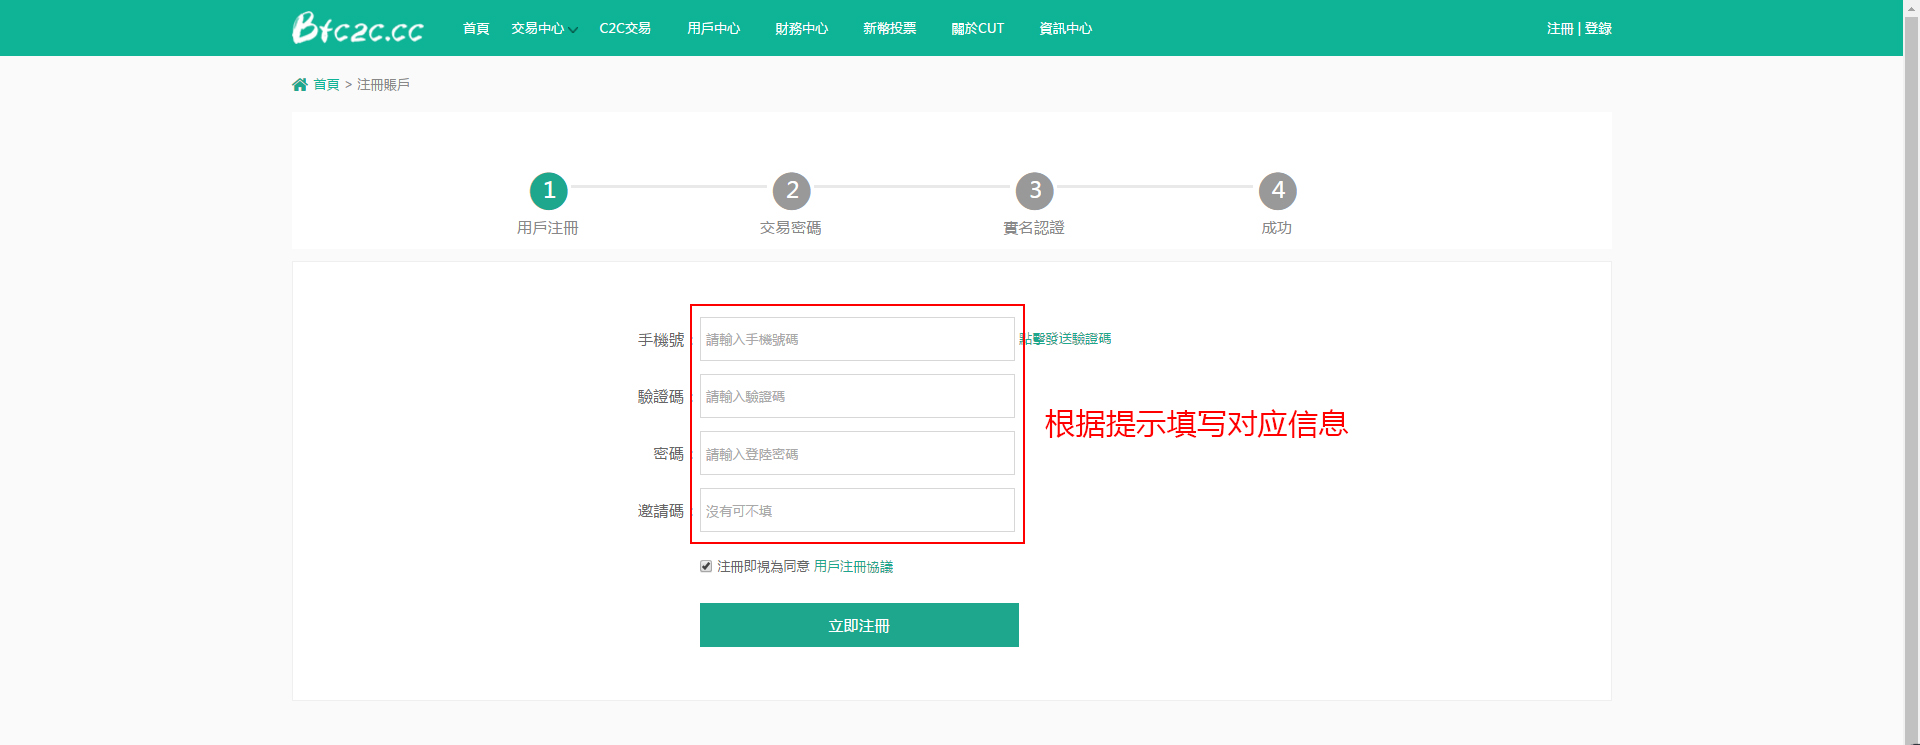 Btc2c.cc 首頁 交易中心 C2C交易 用戶中心 財務中心 新幣投票 關於CUT 資訊中心 注冊 | 登錄
首頁 > 注冊賬戶
1 2 3 4
用戶注冊 交易密碼 實名認證 成功
手機號: 請輸入手機號碼 點擊發送驗證碼
驗證碼: 請輸入驗證碼
根据提示填写对应信息
密碼 請輸入登陸密碼
邀請碼: 沒有可不填
注冊即視為同意 用戶注冊協議
立即注冊